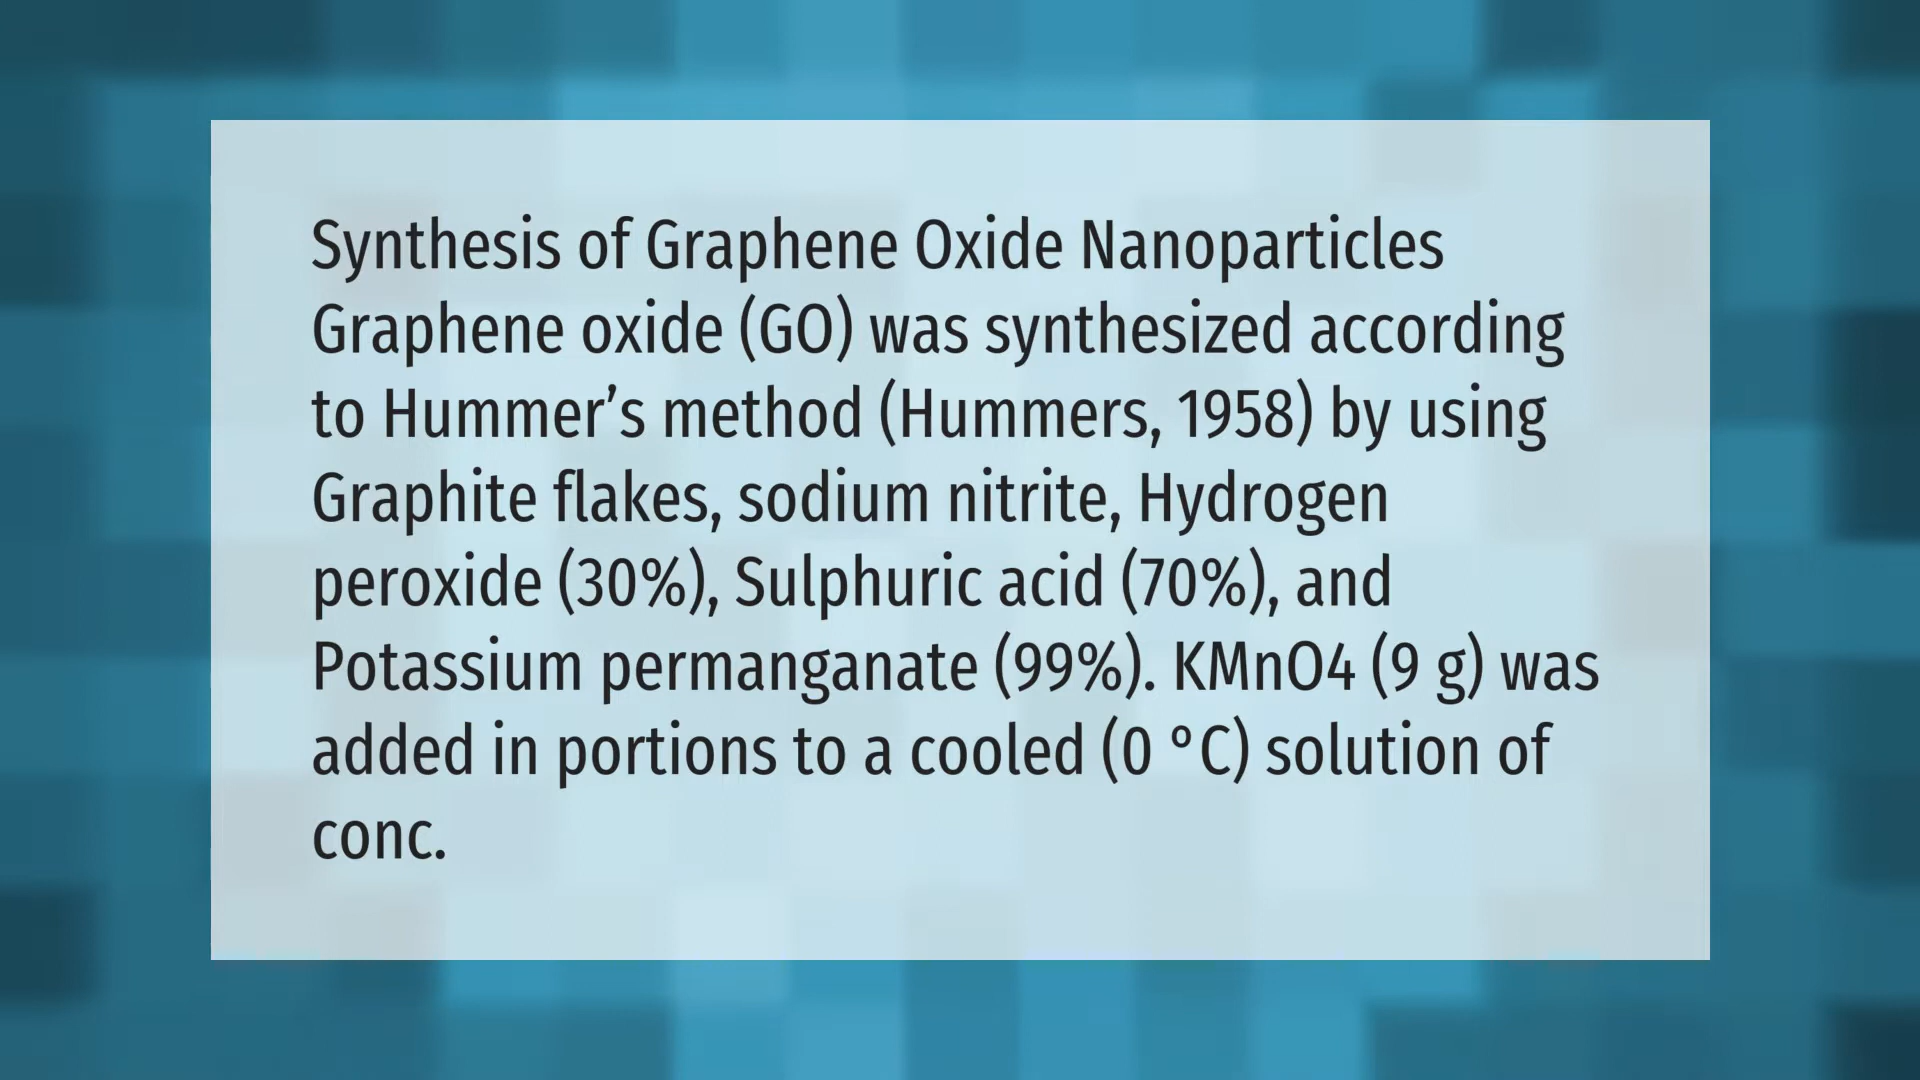 Synthesis of Graphene Oxide Nanoparticles
Graphene oxide (GO) was synthesized according
to Hummer’s method (Hummers, 1958) by using
Graphite flakes, sodium nitrite, Hydrogen
peroxide (30%), Sulphuric acid (70%), and
Potassium permanganate (99%). KMnO4 (9 g) was
added in portions to a cooled (0 °C) solution of
conc.